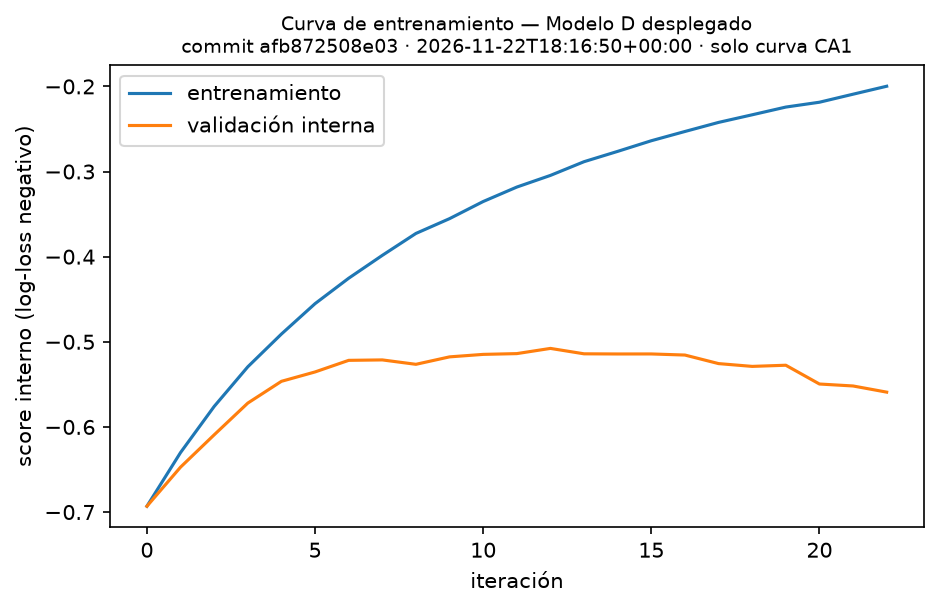 Curva de entrenamiento — Modelo D desplegado
commit afb872508e03 · 2026-11-22T18:16:50+00:00 · solo curva CA1
entrenamiento
validación interna
score interno (log-loss negativo)
−0.2
−0.3
−0.4
−0.5
−0.6
−0.7
0
5
10
15
20
iteración